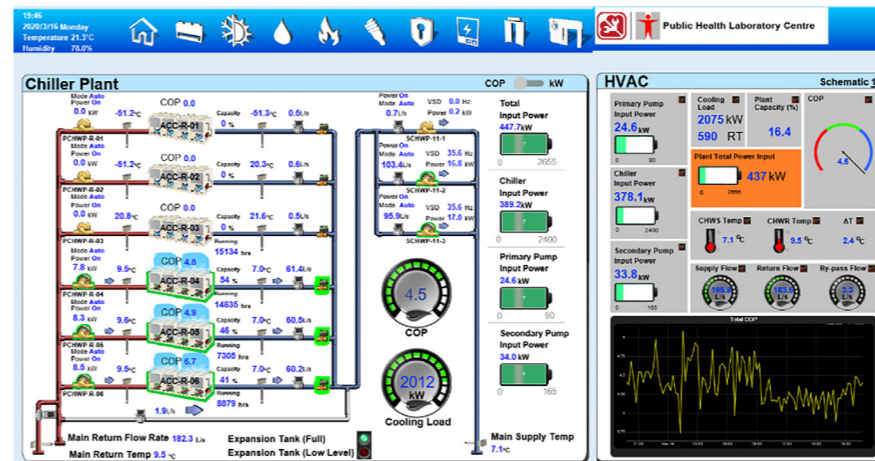 19:46
2020/3/16 Monday
Temperature 21.3°C
Humidity 78.0%
Public Health Laboratory Centre
Chiller Plant
COP kW
Mode Auto
Power On
0.0 kW -51.2°C COP 0.0 Capacity -51.3°C 0.5L/s
ACC-R-01 0 %
PCHWP-R-01
Mode Auto
Power On
0.0 kW -51.2°C COP 0.0 Capacity 20.3°C 0.6L/s
ACC-R-02 0 %
PCHWP-R-02
Mode Auto
Power On
0.0 kW 20.8°C COP 0.0 Capacity 21.6°C 0.5L/s
ACC-R-03 0 %
PCHWP-R-03
Running
15134 hrs
Mode Auto
Power On
7.8 kW 9.5°C COP 4.8 Capacity 7.0°C 61.4L/s
ACC-R-04 54 %
PCHWP-R-04
Running
14635 hrs
Mode Auto
Power On
8.3 kW 9.6°C COP 4.9 Capacity 7.0°C 60.5L/s
ACC-R-05 46 %
PCHWP-R-05
Running
7305 hrs
Mode Auto
Power On
8.5 kW 9.5°C COP 6.7 Capacity 7.0°C 60.2L/s
ACC-R-06 41 %
PCHWP-R-06
Running
8879 hrs
1.9L/s
Main Return Flow Rate 182.3 L/s
Main Return Temp 9.5 °C
Expansion Tank (Full)
Expansion Tank (Low Level)
Power On
Mode Auto VSD 0.0 Hz
0.7L/s Power 0.2 kW
SCHWP-11-1
Power On
Mode Auto VSD 35.6 Hz
103.4L/s Power 16.8 kW
SCHWP-11-2
Power On
Mode Auto VSD 35.6 Hz
95.9L/s Power 17.0 kW
SCHWP-11-3
4.5
COP
2012
kW
Cooling Load
Main Supply Temp
7.1°C
Total
Input Power
447.7kW
0 2655
Chiller
Input Power
389.2kW
0 2400
Primary Pump
Input Power
24.6kW
0 90
Secondary Pump
Input Power
34.0 kW
0 165
HVAC
Schematic 1
Primary Pump
Input Power
24.6kW
0 90
Chiller
Input Power
378.1kW
0 2400
Secondary Pump
Input Power
33.8kW
0 165
Cooling
Load
2075 kW
590 RT
Plant
Capacity (%)
16.4
COP
4.5
Plant Total Power Input
437 kW
0 2655
CHWS Temp
7.1 °C
CHWR Temp
9.5 °C
ΔT
2.4 °C
Supply Flow
L/s
Return Flow
L/s
By-pass Flow
L/s
Total COP